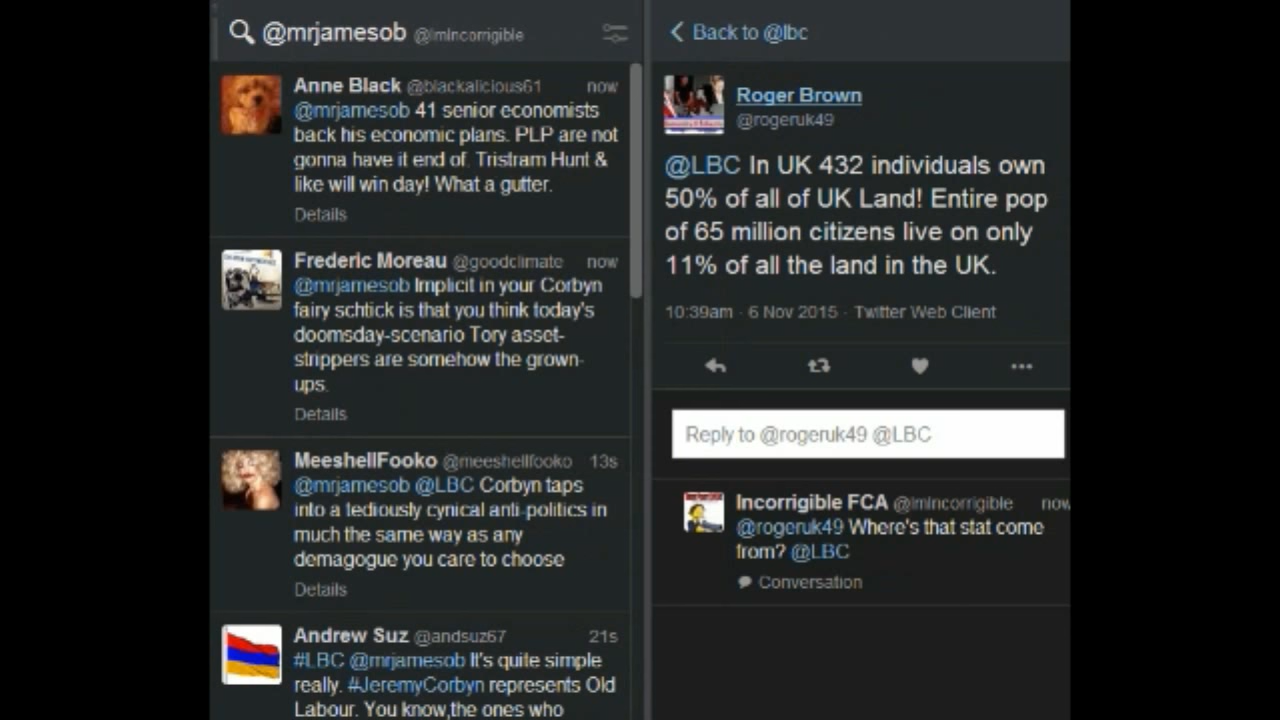 @mrjamesob @ImIncorrigible
Anne Black @blackalicious61 now
@mrjamesob 41 senior economists
back his economic plans. PLP are not
gonna have it end of. Tristram Hunt &
like will win day! What a gutter.
Details
Frederic Moreau @goodclimate now
@mrjamesob Implicit in your Corbyn
fairy schtick is that you think today's
doomsday-scenario Tory asset-
strippers are somehow the grown-
ups.
Details
MeeshellFooko @meeshellfooko 13s
@mrjamesob @LBC Corbyn taps
into a tediously cynical anti-politics in
much the same way as any
demagogue you care to choose
Details
Andrew Suz @andsuz67 21s
#LBC @mrjamesob It's quite simple
really. #JeremyCorbyn represents Old
Labour. You know,the ones who
Back to @lbc
Roger Brown
@rogeruk49
@LBC In UK 432 individuals own
50% of all of UK Land! Entire pop
of 65 million citizens live on only
11% of all the land in the UK.
10:39am · 6 Nov 2015 · Twitter Web Client
Reply to @rogeruk49 @LBC
Incorrigible FCA @ImIncorrigible now
@rogeruk49 Where's that stat come
from? @LBC
Conversation